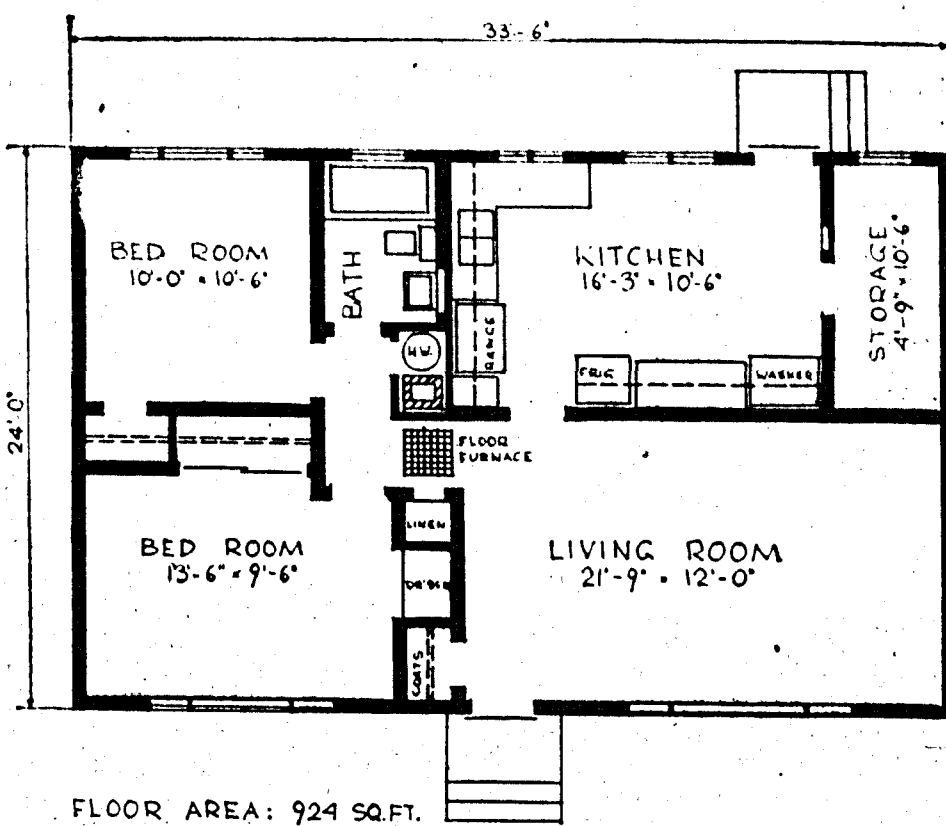 33'-6"
24'0"
BED ROOM
10'-0" × 10'-6"
BATH
H.W.
RANGE
KITCHEN
16'-3" × 10'-6"
FRIG
WASHER
STORAGE
4'-9" × 10'-6"
FLOOR
FURNACE
BED ROOM
13'-6" × 9'-6"
LINEN
COATS
LIVING ROOM
21'-9" × 12'-0"
FLOOR AREA: 924 SQ.FT.